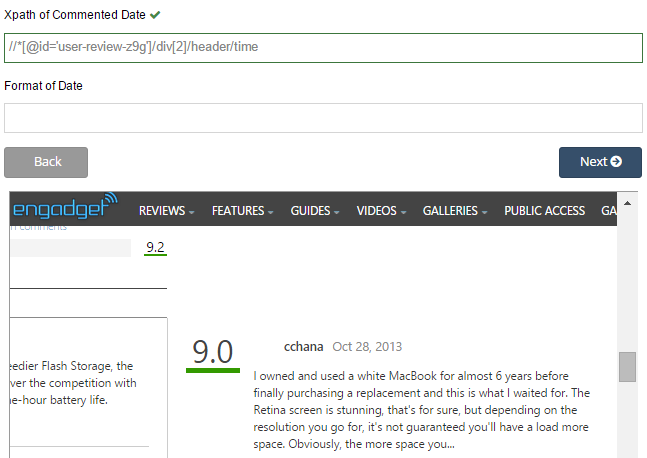 Xpath of Commented Date
//*[@id='user-review-z9g']/div[2]/header/time
Format of Date
Back
Next
engadget
REVIEWS
FEATURES
GUIDES
VIDEOS
GALLERIES
PUBLIC ACCESS
GA
comments
9.2
9.0
cchana Oct 28, 2013
eedier Flash Storage, the
ver the competition with
ne-hour battery life.
I owned and used a white MacBook for almost 6 years before
finally purchasing a replacement and this is what I waited for. The
Retina screen is stunning, that's for sure, but depending on the
resolution you go for, it's not guaranteed you'll have a load more
space. Obviously, the more space you...